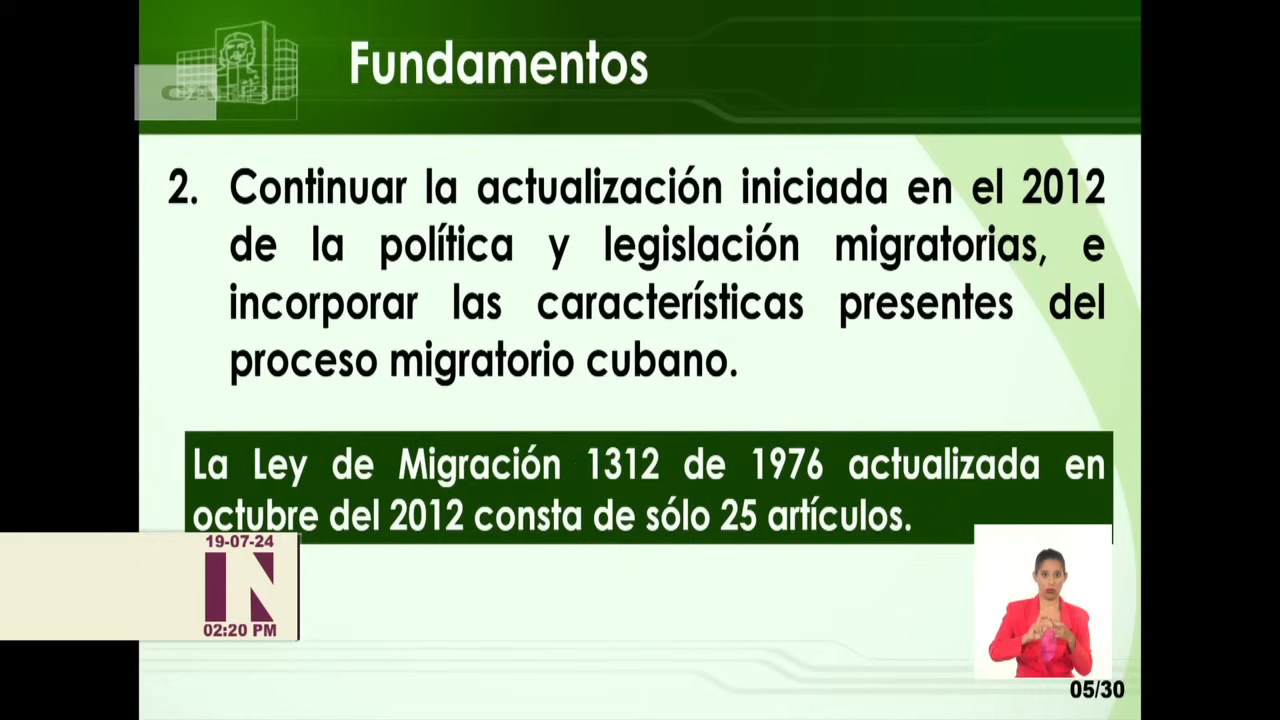 Fundamentos
2. Continuar la actualización iniciada en el 2012
de la política y legislación migratorias, e
incorporar las características presentes del
proceso migratorio cubano.
La Ley de Migración 1312 de 1976 actualizada en
octubre del 2012 consta de sólo 25 artículos.
19-07-24
IN
02:20 PM
05/30